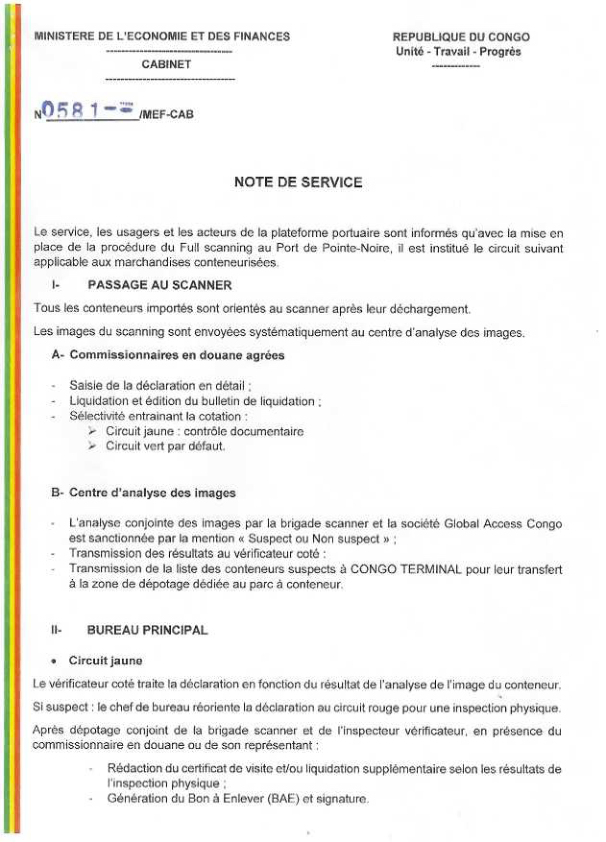 MINISTERE DE L'ECONOMIE ET DES FINANCES
REPUBLIQUE DU CONGO
Unité - Travail - Progrès
CABINET
N0581-- /MEF-CAB
NOTE DE SERVICE
Le service, les usagers et les acteurs de la plateforme portuaire sont informés qu'avec la mise en
place de la procédure du Full scanning au Port de Pointe-Noire, il est institué le circuit suivant
applicable aux marchandises conteneurisées.
I- PASSAGE AU SCANNER
Tous les conteneurs importés sont orientés au scanner après leur déchargement.
Les images du scanning sont envoyées systématiquement au centre d'analyse des images.
A- Commissionnaires en douane agrées
- Saisie de la déclaration en détail ;
- Liquidation et édition du bulletin de liquidation ;
- Sélectivité entrainant la cotation :
➢ Circuit jaune : contrôle documentaire
➢ Circuit vert par défaut.
B- Centre d'analyse des images
- L'analyse conjointe des images par la brigade scanner et la société Global Access Congo
est sanctionnée par la mention « Suspect ou Non suspect » ;
- Transmission des résultats au vérificateur coté :
- Transmission de la liste des conteneurs suspects à CONGO TERMINAL pour leur transfert
à la zone de dépotage dédiée au parc à conteneur.
II- BUREAU PRINCIPAL
• Circuit jaune
Le vérificateur coté traite la déclaration en fonction du résultat de l'analyse de l'image du conteneur.
Si suspect : le chef de bureau réoriente la déclaration au circuit rouge pour une inspection physique.
Après dépotage conjoint de la brigade scanner et de l'inspecteur vérificateur, en présence du
commissionnaire en douane ou de son représentant :
- Rédaction du certificat de visite et/ou liquidation supplémentaire selon les résultats de
l'inspection physique ;
- Génération du Bon à Enlever (BAE) et signature.